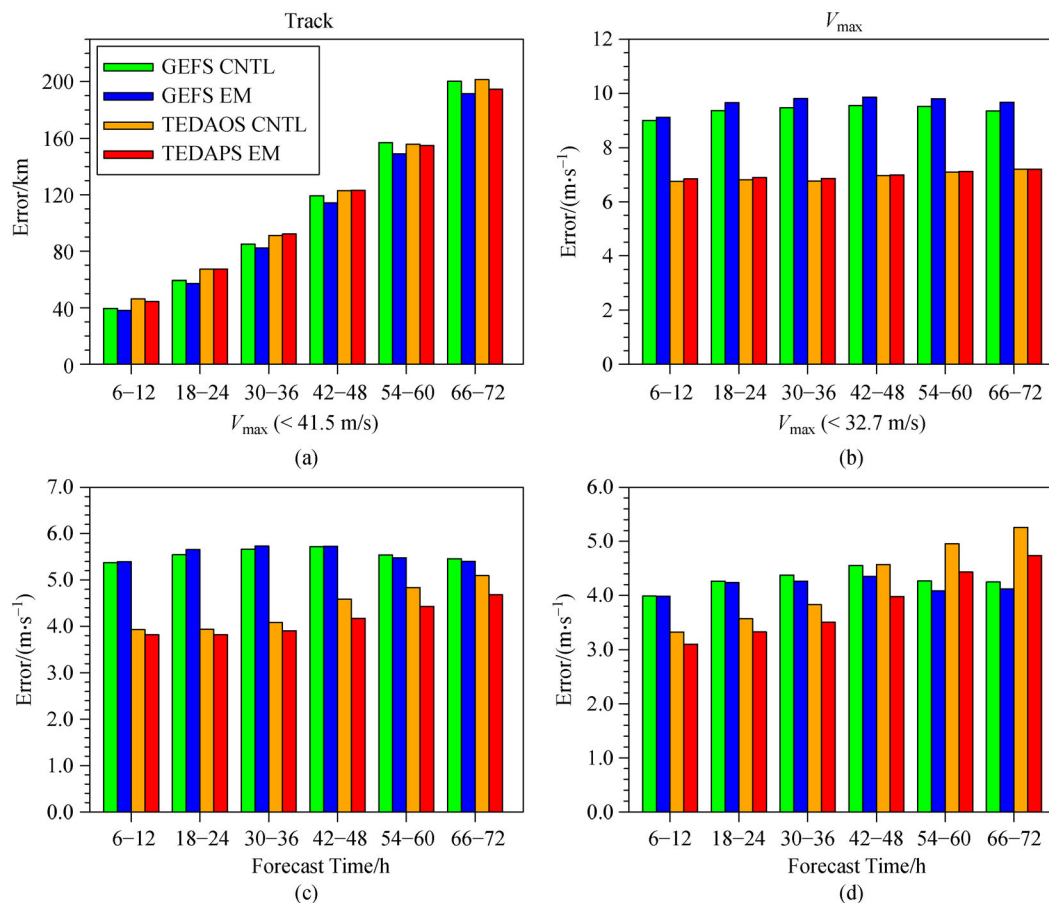 Track
Error/km
200
160
120
80
40
0
GEFS CNTL
GEFS EM
TEDAOS CNTL
TEDAPS EM
6−12 18−24 30−36 42−48 54−60 66−72
Vmax (< 41.5 m/s)
(a)
Vmax
Error/(m·s−1)
12
10
8
6
4
2
0
6−12 18−24 30−36 42−48 54−60 66−72
Vmax (< 32.7 m/s)
(b)
Error/(m·s−1)
7.0
6.0
5.0
4.0
3.0
2.0
1.0
0.0
6−12 18−24 30−36 42−48 54−60 66−72
Forecast Time/h
(c)
Error/(m·s−1)
6.0
5.0
4.0
3.0
2.0
1.0
0.0
6−12 18−24 30−36 42−48 54−60 66−72
Forecast Time/h
(d)